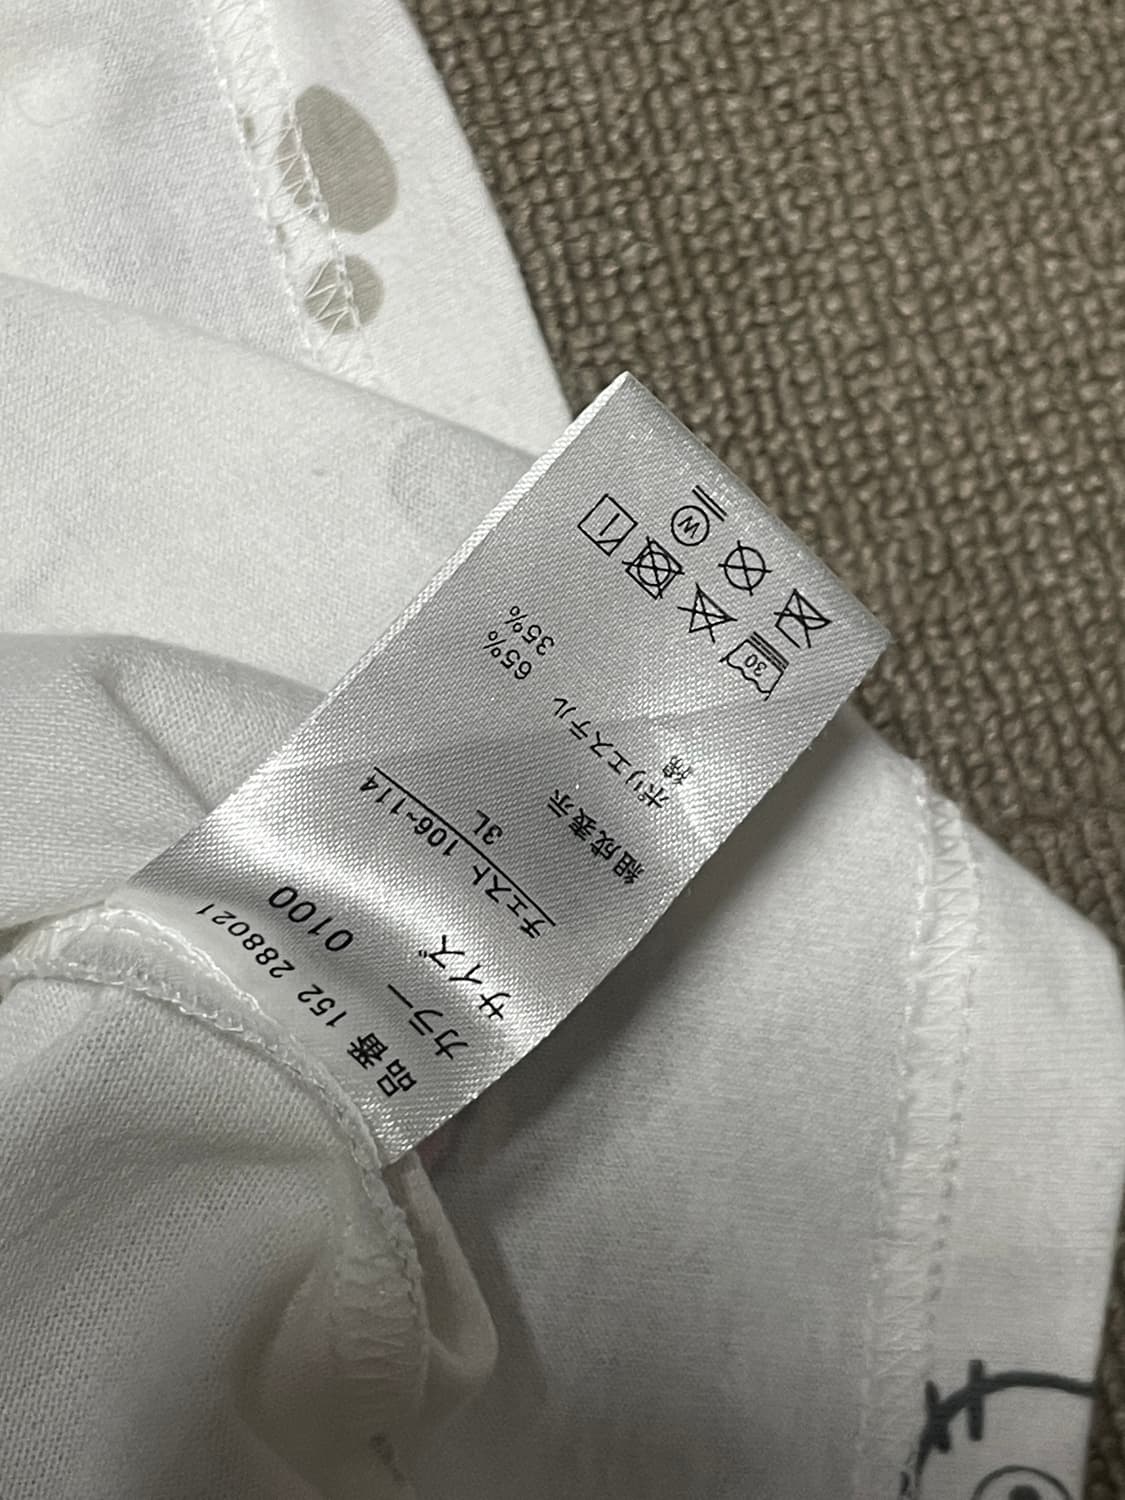 品番 152 288021
カラー 0100
サイズ 3L
チェスト 106~114
組成表示
ポリエステル 65%
綿 35%
30
W